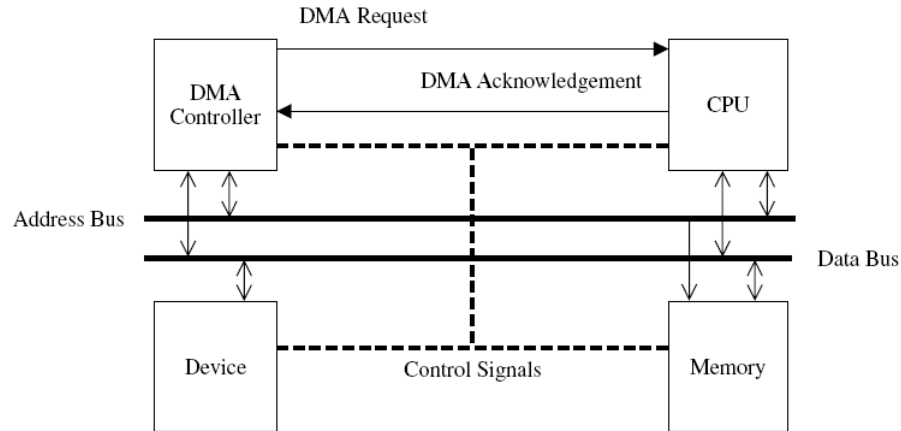 DMA Request
DMA
Controller
DMA Acknowledgement
CPU
Address Bus
Data Bus
Device
Control Signals
Memory